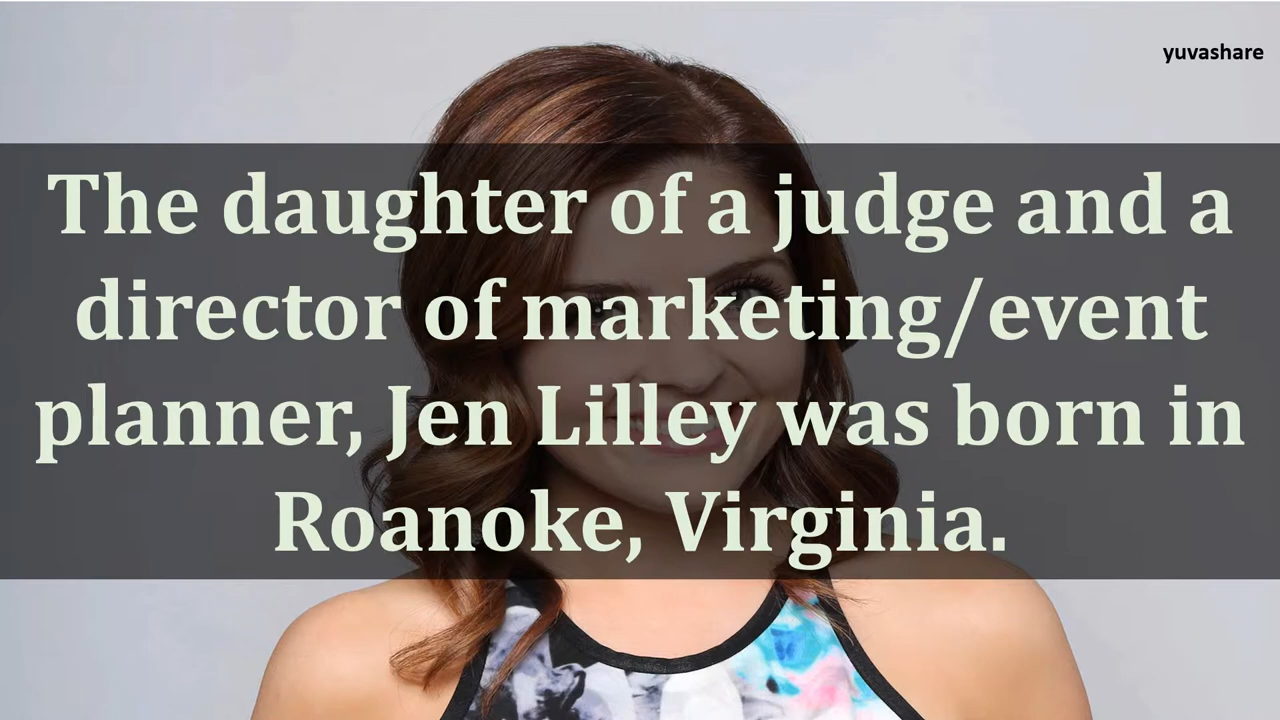 yuvashare
The daughter of a judge and a
director of marketing/event
planner, Jen Lilley was born in
Roanoke, Virginia.